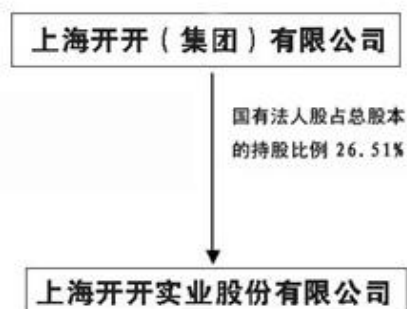 上海开开（集团）有限公司
国有法人股占总股本
的持股比例 26.51%
上海开开实业股份有限公司